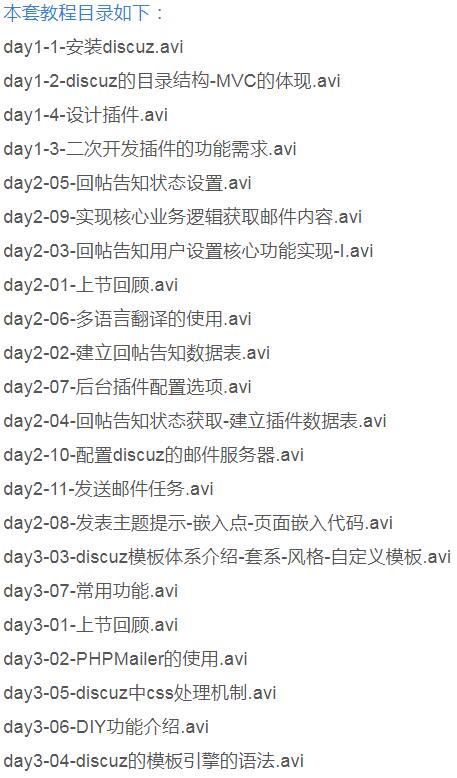 本套教程目录如下：
day1-1-安装discuz.avi
day1-2-discuz的目录结构-MVC的体现.avi
day1-4-设计插件.avi
day1-3-二次开发插件的功能需求.avi
day2-05-回帖告知状态设置.avi
day2-09-实现核心业务逻辑获取邮件内容.avi
day2-03-回帖告知用户设置核心功能实现-I.avi
day2-01-上节回顾.avi
day2-06-多语言翻译的使用.avi
day2-02-建立回帖告知数据表.avi
day2-07-后台插件配置选项.avi
day2-04-回帖告知状态获取-建立插件数据表.avi
day2-10-配置discuz的邮件服务器.avi
day2-11-发送邮件任务.avi
day2-08-发表主题提示-嵌入点-页面嵌入代码.avi
day3-03-discuz模板体系介绍-套系-风格-自定义模板.avi
day3-07-常用功能.avi
day3-01-上节回顾.avi
day3-02-PHPMailer的使用.avi
day3-05-discuz中css处理机制.avi
day3-06-DIY功能介绍.avi
day3-04-discuz的模板引擎的语法.avi